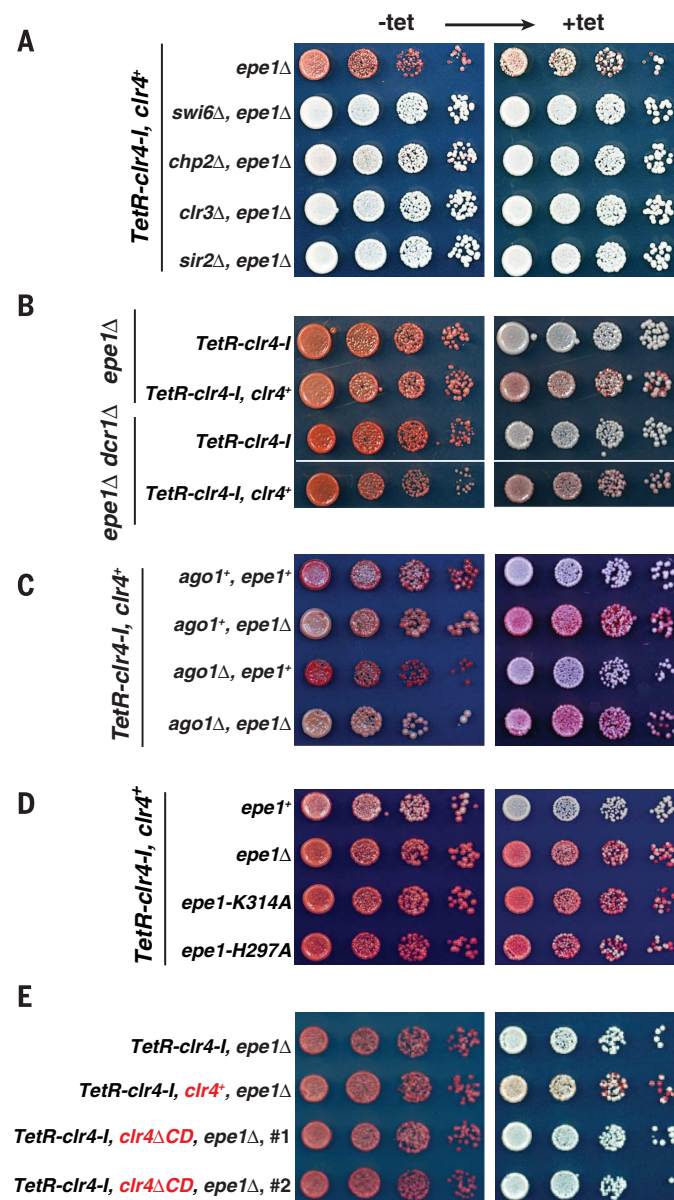 -tet +tet
A
TetR-clr4-I, clr4⁺
epe1Δ
swi6Δ, epe1Δ
chp2Δ, epe1Δ
clr3Δ, epe1Δ
sir2Δ, epe1Δ
B
epe1Δ
TetR-clr4-I
TetR-clr4-I, clr4⁺
epe1Δ dcr1Δ
TetR-clr4-I
TetR-clr4-I, clr4⁺
C
TetR-clr4-I, clr4⁺
ago1⁺, epe1⁺
ago1⁺, epe1Δ
ago1Δ, epe1⁺
ago1Δ, epe1Δ
D
TetR-clr4-I, clr4⁺
epe1⁺
epe1Δ
epe1-K314A
epe1-H297A
E
TetR-clr4-I, epe1Δ
TetR-clr4-I, clr4⁺, epe1Δ
TetR-clr4-I, clr4ΔCD, epe1Δ, #1
TetR-clr4-I, clr4ΔCD, epe1Δ, #2